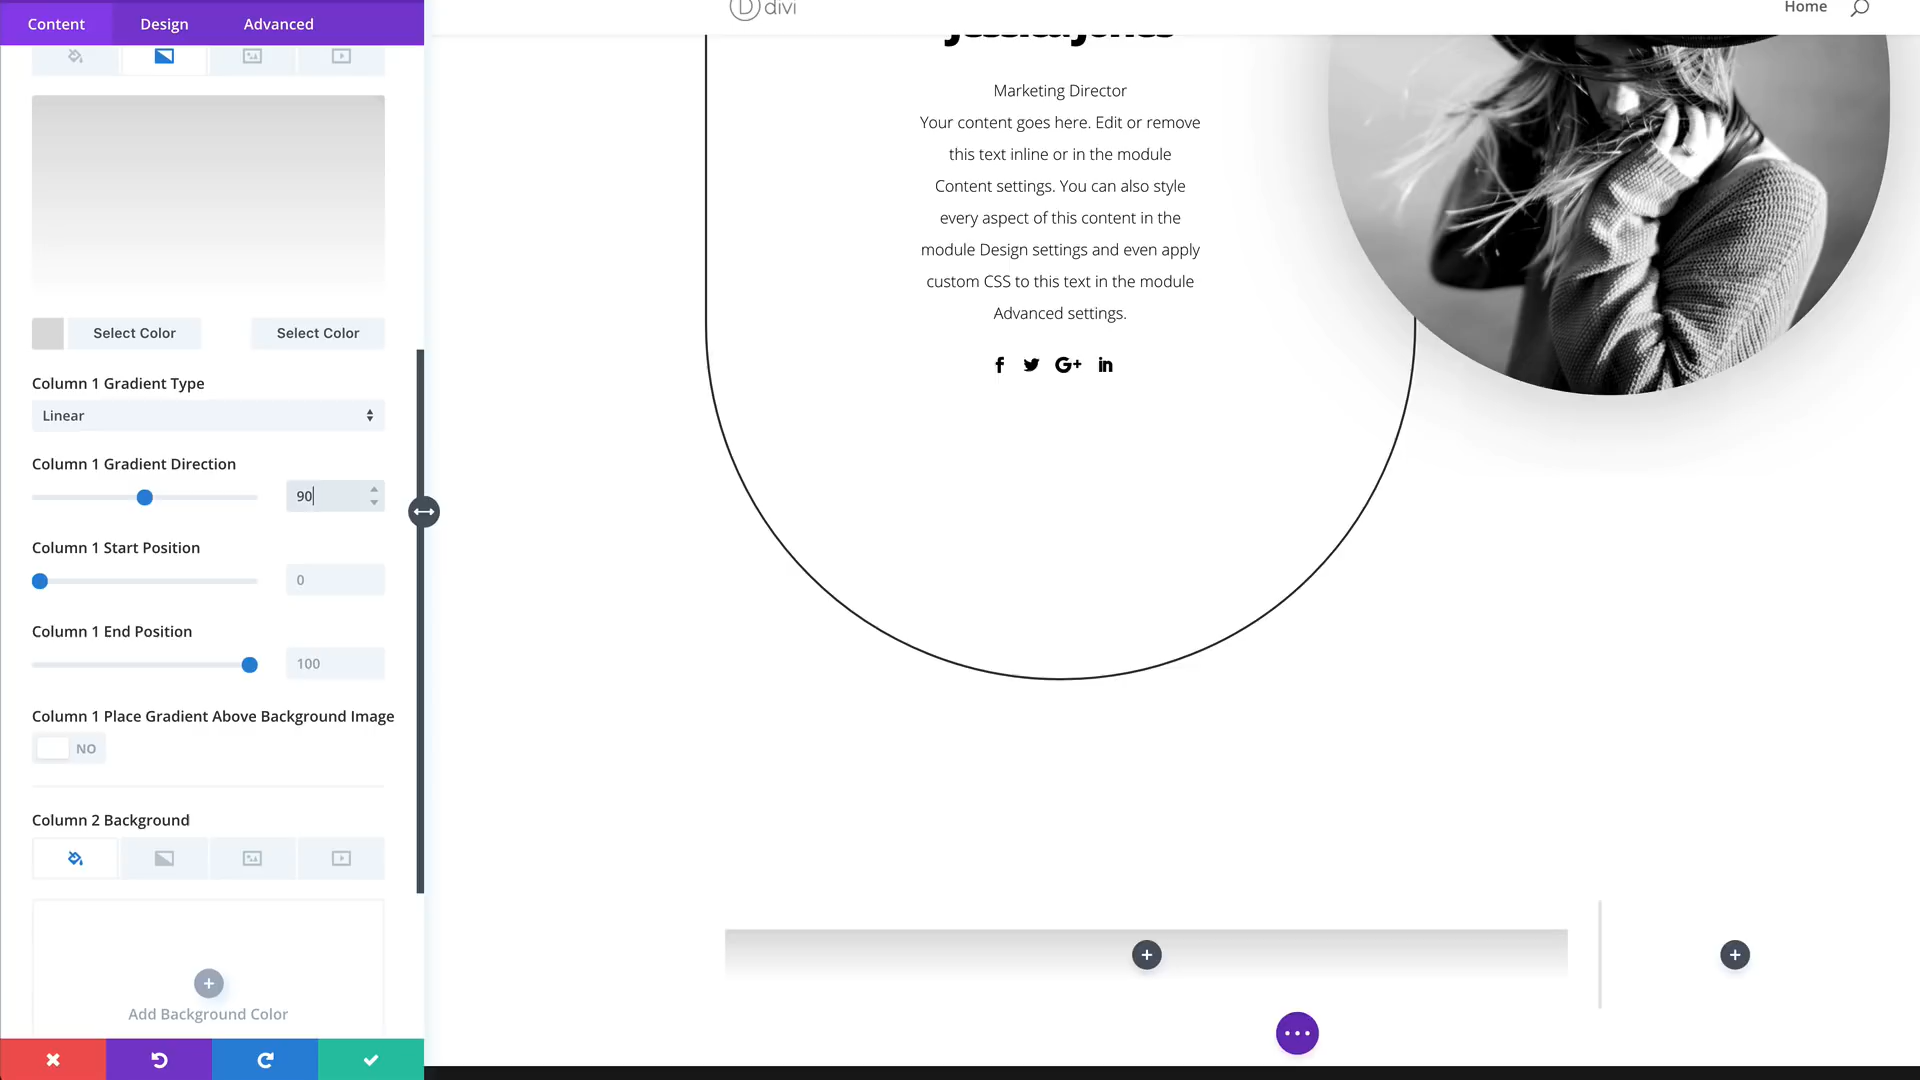 Content Design Advanced
divi
Home
Jessica Jones
Marketing Director
Your content goes here. Edit or remove
this text inline or in the module
Content settings. You can also style
every aspect of this content in the
module Design settings and even apply
custom CSS to this text in the module
Advanced settings.
G+ in
Select Color Select Color
Column 1 Gradient Type
Linear
Column 1 Gradient Direction
90
Column 1 Start Position
0
Column 1 End Position
100
Column 1 Place Gradient Above Background Image
NO
Column 2 Background
Add Background Color